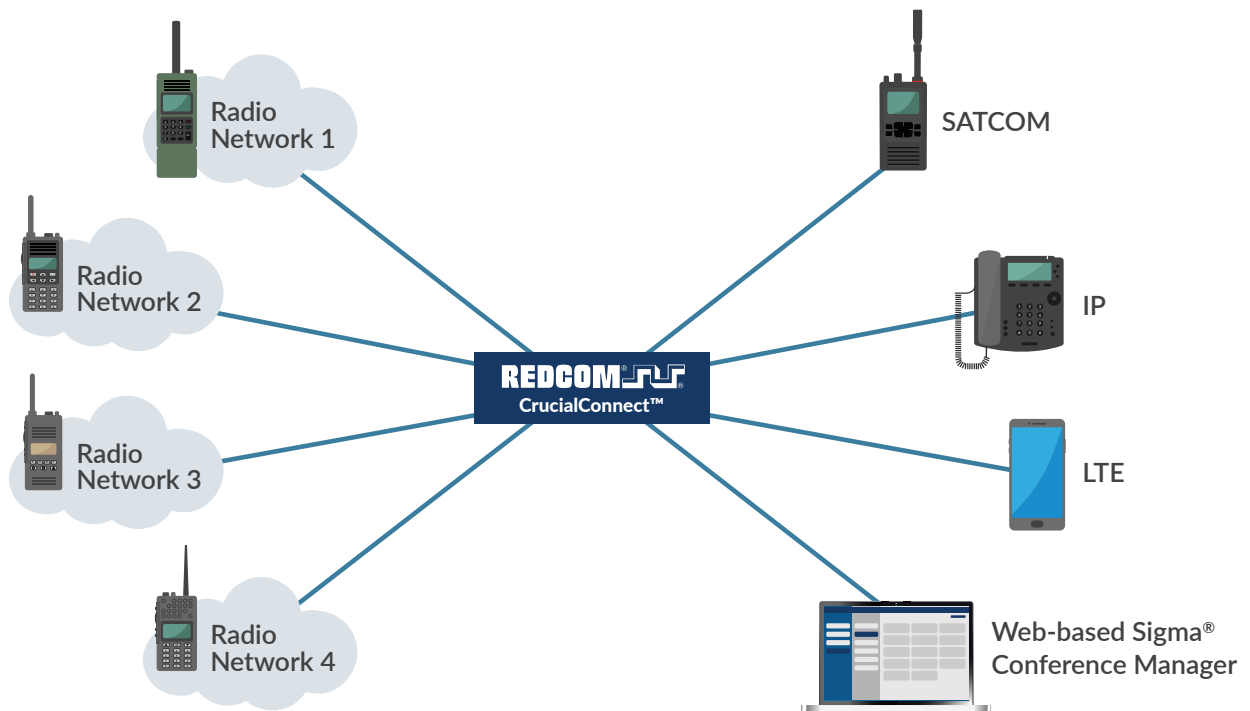 Radio
Network 1
SATCOM
Radio
Network 2
IP
REDCOM®
CrucialConnect™
Radio
Network 3
LTE
Radio
Network 4
Web-based Sigma®
Conference Manager